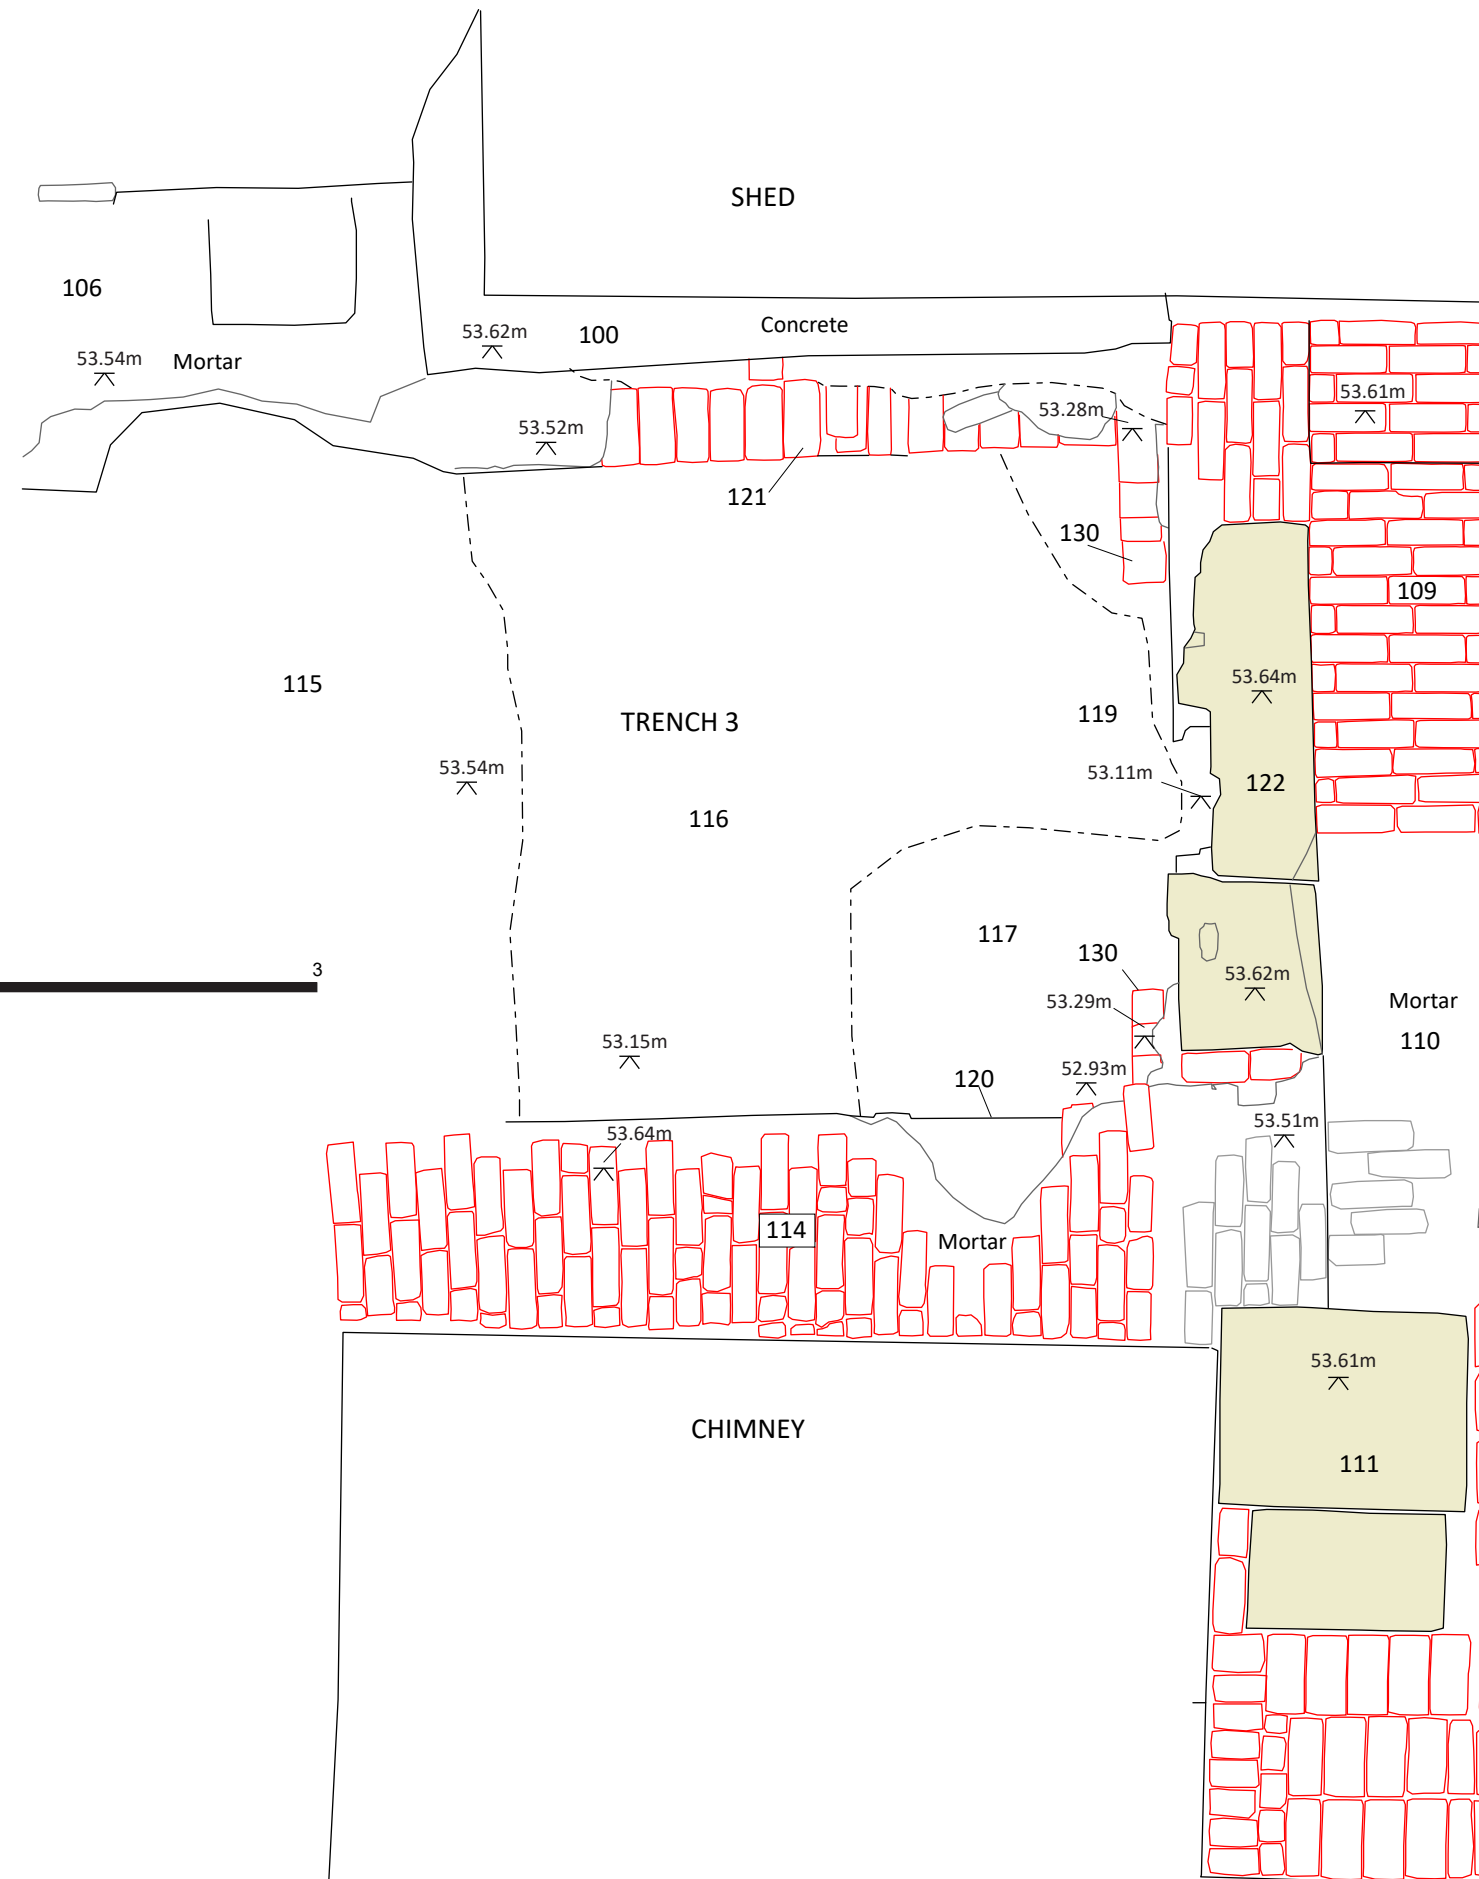 SHED
106
Concrete
53.62m
100
53.54m
Mortar
53.61m
53.28m
53.52m
121
130
109
115
53.64m
119
TRENCH 3
53.54m
53.11m
122
116
117
130
3
53.62m
53.29m
Mortar
53.15m
110
52.93m
120
53.51m
53.64m
114
Mortar
53.61m
CHIMNEY
111